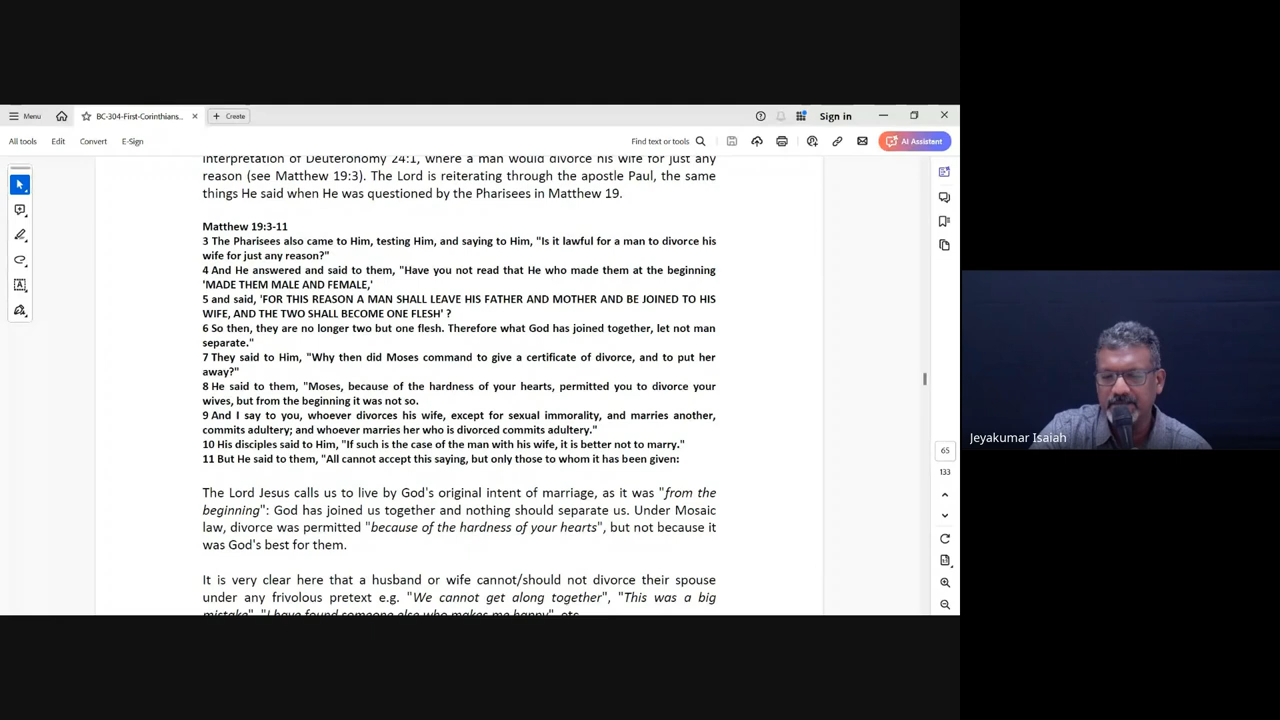 Menu
BC-304-First-Corinthians...
Create
Sign in
All tools
Edit
Convert
E-Sign
Find text or tools
AI Assistant
interpretation of Deuteronomy 24:1, where a man would divorce his wife for just any
reason (see Matthew 19:3). The Lord is reiterating through the apostle Paul, the same
things He said when He was questioned by the Pharisees in Matthew 19.
Matthew 19:3-11
3 The Pharisees also came to Him, testing Him, and saying to Him, "Is it lawful for a man to divorce his
wife for just any reason?"
4 And He answered and said to them, "Have you not read that He who made them at the beginning
'MADE THEM MALE AND FEMALE,'
5 and said, 'FOR THIS REASON A MAN SHALL LEAVE HIS FATHER AND MOTHER AND BE JOINED TO HIS
WIFE, AND THE TWO SHALL BECOME ONE FLESH' ?
6 So then, they are no longer two but one flesh. Therefore what God has joined together, let not man
separate."
7 They said to Him, "Why then did Moses command to give a certificate of divorce, and to put her
away?"
8 He said to them, "Moses, because of the hardness of your hearts, permitted you to divorce your
wives, but from the beginning it was not so.
9 And I say to you, whoever divorces his wife, except for sexual immorality, and marries another,
commits adultery; and whoever marries her who is divorced commits adultery."
10 His disciples said to Him, "If such is the case of the man with his wife, it is better not to marry."
11 But He said to them, "All cannot accept this saying, but only those to whom it has been given:
The Lord Jesus calls us to live by God's original intent of marriage, as it was "from the
beginning": God has joined us together and nothing should separate us. Under Mosaic
law, divorce was permitted "because of the hardness of your hearts", but not because it
was God's best for them.
It is very clear here that a husband or wife cannot/should not divorce their spouse
under any frivolous pretext e.g. "We cannot get along together", "This was a big
mistake", "I have found someone else who makes me happy", etc.
65
133
Jeyakumar Isaiah